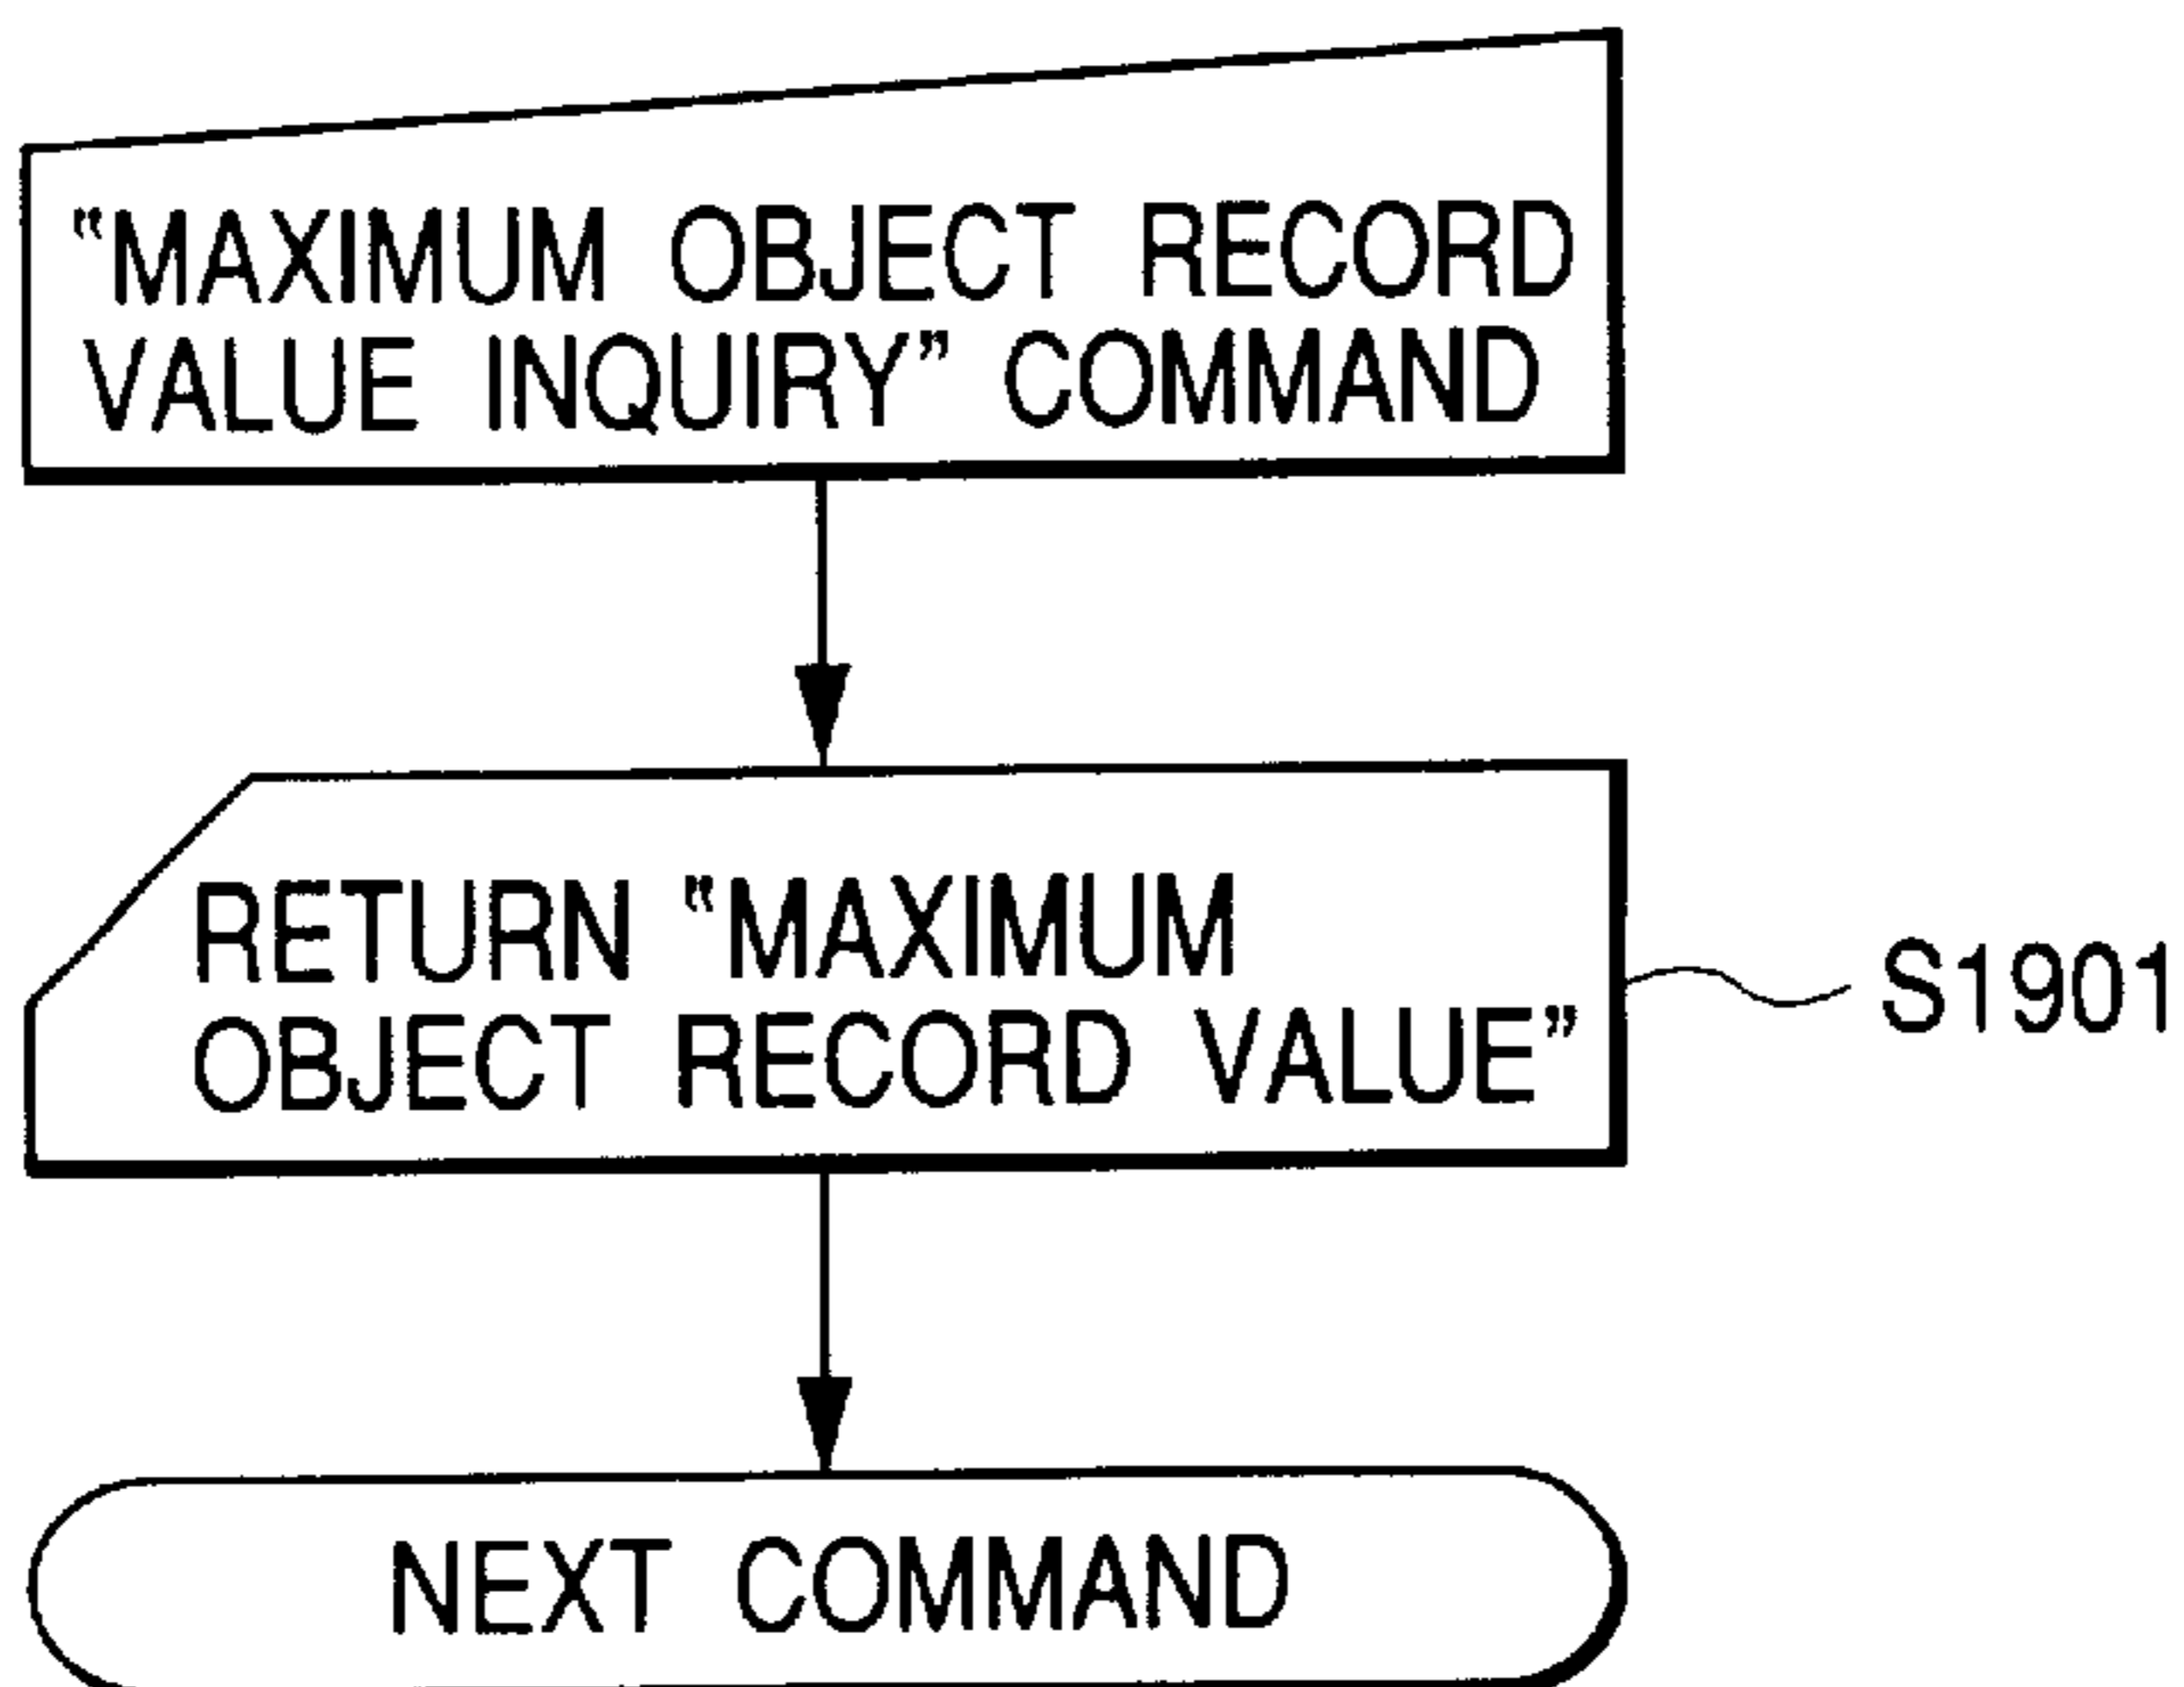 “MAXIMUM OBJECT RECORD
VALUE INQUIRY” COMMAND
RETURN “MAXIMUM
OBJECT RECORD VALUE”
S1901
NEXT COMMAND